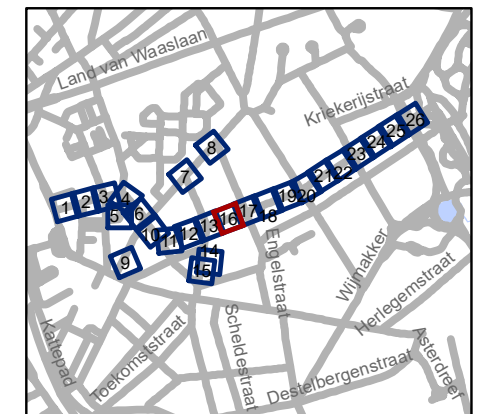 Land van Waaslaan
Kriekerijstraat
8
7
26
25
24
23
22
21
20
19
18
17
16
13
12
11
10
1
2
3
4
5
6
9
14
15
Engelstraat
Wijmakker
Herlegemstraat
Scheldestraat
Toekomststraat
Kattepad
Destelbergenstraat
Asterdreef